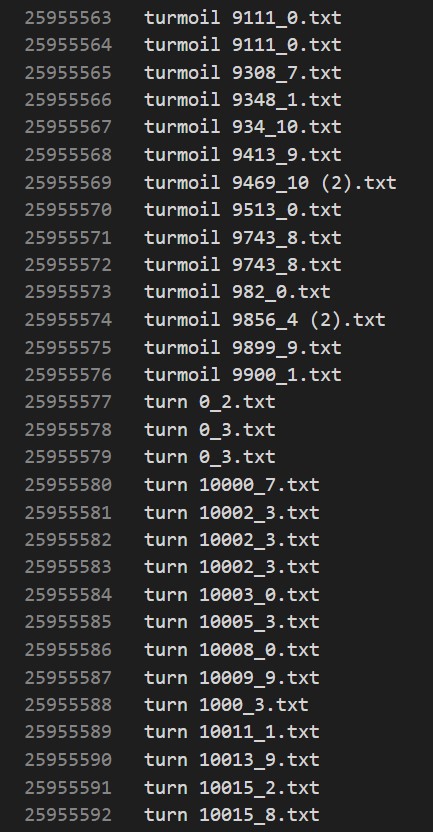 25955563 turmoil 9111_0.txt
25955564 turmoil 9111_0.txt
25955565 turmoil 9308_7.txt
25955566 turmoil 9348_1.txt
25955567 turmoil 934_10.txt
25955568 turmoil 9413_9.txt
25955569 turmoil 9469_10 (2).txt
25955570 turmoil 9513_0.txt
25955571 turmoil 9743_8.txt
25955572 turmoil 9743_8.txt
25955573 turmoil 982_0.txt
25955574 turmoil 9856_4 (2).txt
25955575 turmoil 9899_9.txt
25955576 turmoil 9900_1.txt
25955577 turn 0_2.txt
25955578 turn 0_3.txt
25955579 turn 0_3.txt
25955580 turn 10000_7.txt
25955581 turn 10002_3.txt
25955582 turn 10002_3.txt
25955583 turn 10002_3.txt
25955584 turn 10003_0.txt
25955585 turn 10005_3.txt
25955586 turn 10008_0.txt
25955587 turn 10009_9.txt
25955588 turn 1000_3.txt
25955589 turn 10011_1.txt
25955590 turn 10013_9.txt
25955591 turn 10015_2.txt
25955592 turn 10015_8.txt